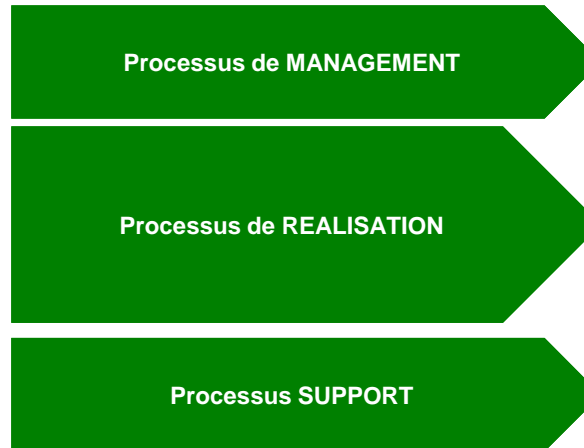 Processus de MANAGEMENT
Processus de REALISATION
Processus SUPPORT